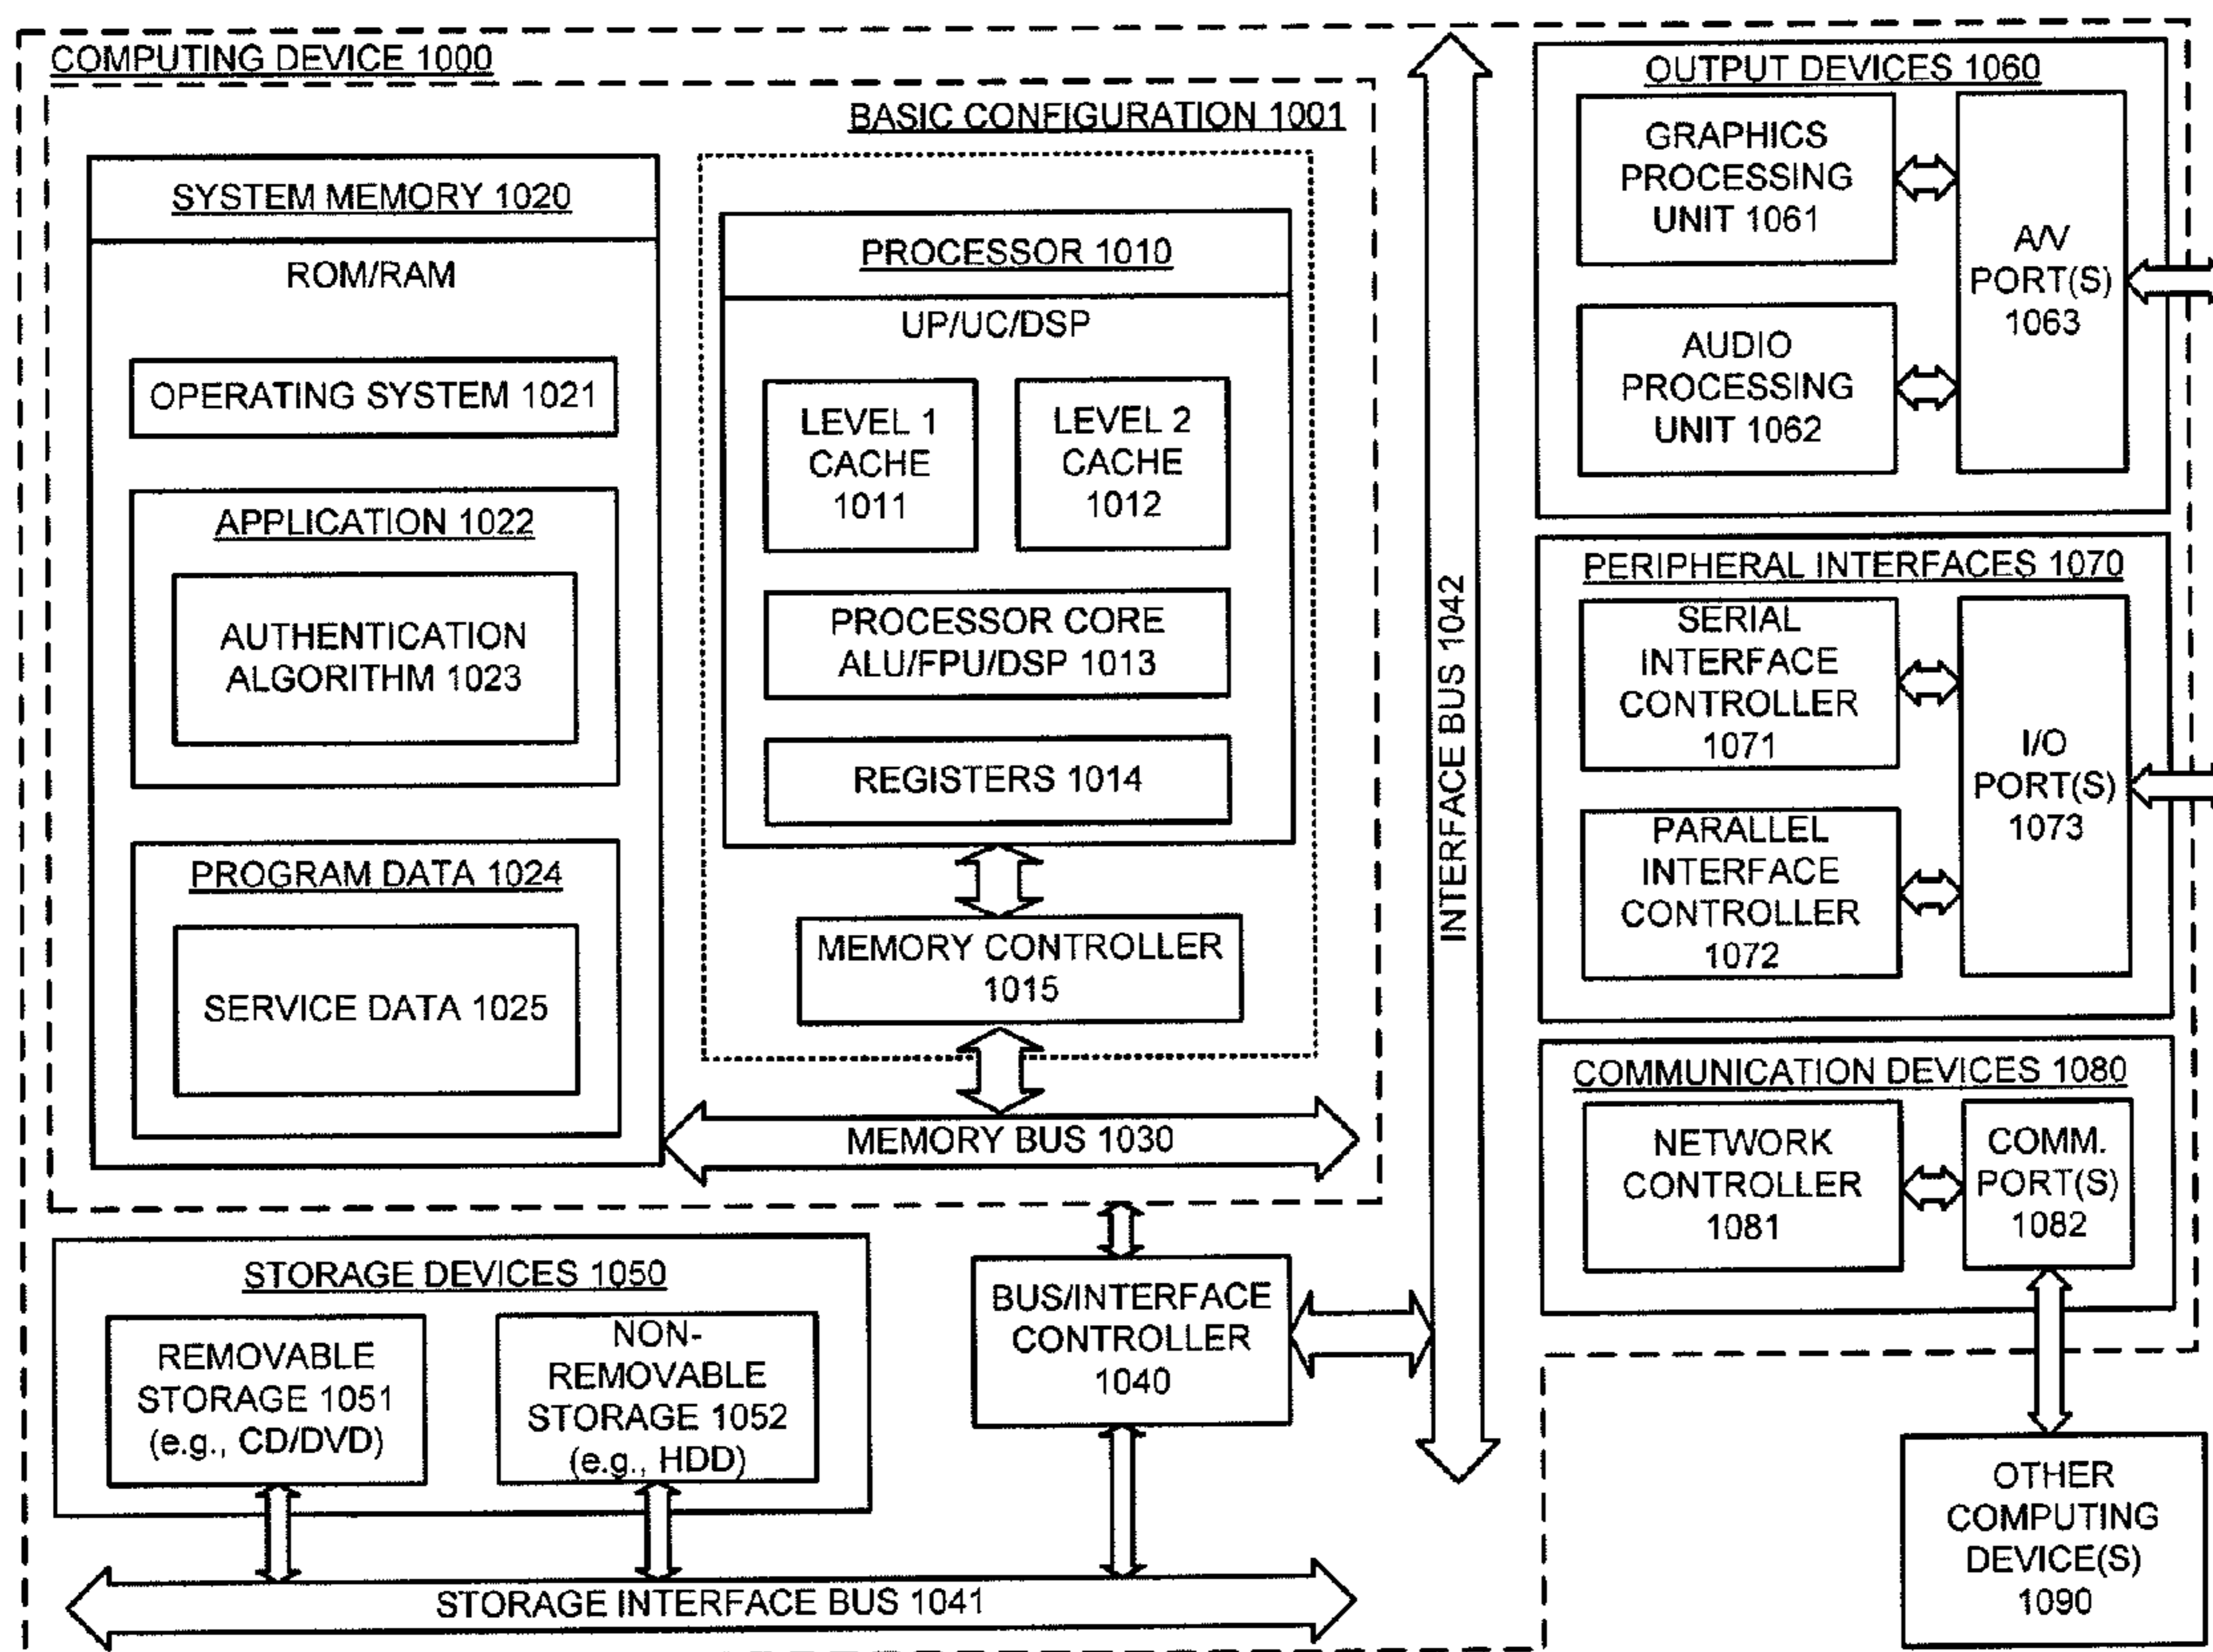 COMPUTING DEVICE 1000
BASIC CONFIGURATION 1001
SYSTEM MEMORY 1020
ROM/RAM
OPERATING SYSTEM 1021
APPLICATION 1022
AUTHENTICATION
ALGORITHM 1023
PROGRAM DATA 1024
SERVICE DATA 1025
PROCESSOR 1010
UP/UC/DSP
LEVEL 1
CACHE
1011
LEVEL 2
CACHE
1012
PROCESSOR CORE
ALU/FPU/DSP 1013
REGISTERS 1014
MEMORY CONTROLLER
1015
MEMORY BUS 1030
STORAGE DEVICES 1050
REMOVABLE
STORAGE 1051
(e.g., CD/DVD)
NON-
REMOVABLE
STORAGE 1052
(e.g., HDD)
BUS/INTERFACE
CONTROLLER
1040
STORAGE INTERFACE BUS 1041
INTERFACE BUS 1042
OUTPUT DEVICES 1060
GRAPHICS
PROCESSING
UNIT 1061
AUDIO
PROCESSING
UNIT 1062
A/V
PORT(S)
1063
PERIPHERAL INTERFACES 1070
SERIAL
INTERFACE
CONTROLLER
1071
PARALLEL
INTERFACE
CONTROLLER
1072
I/O
PORT(S)
1073
COMMUNICATION DEVICES 1080
NETWORK
CONTROLLER
1081
COMM.
PORT(S)
1082
OTHER
COMPUTING
DEVICE(S)
1090